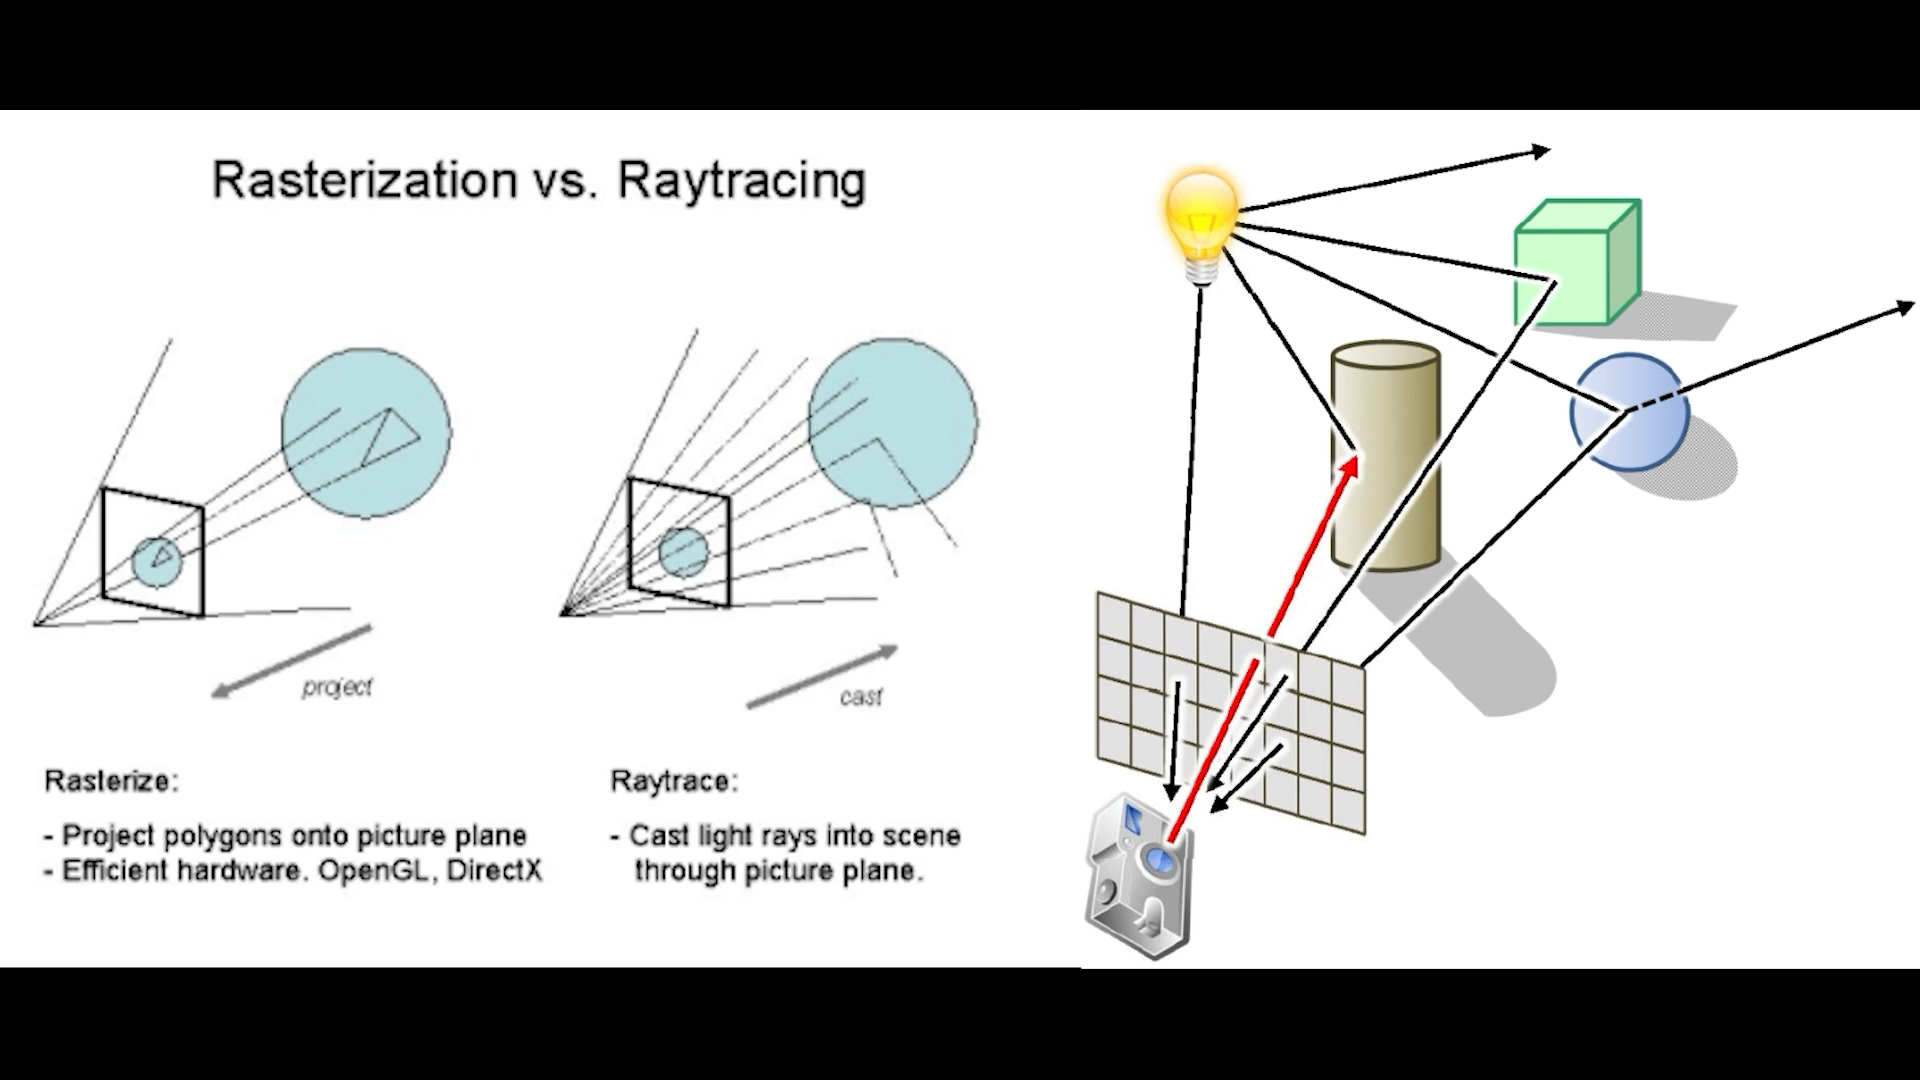 Rasterization vs. Raytracing
project
cast
Rasterize:
- Project polygons onto picture plane
- Efficient hardware. OpenGL, DirectX
Raytrace:
- Cast light rays into scene
through picture plane.